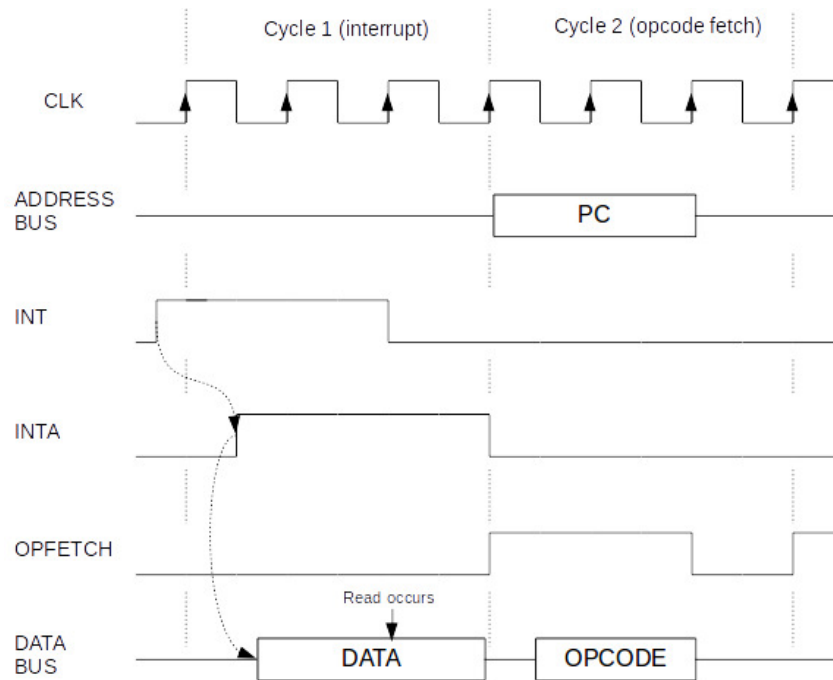 Cycle 1 (interrupt)
Cycle 2 (opcode fetch)
CLK
ADDRESS
BUS
PC
INT
INTA
OPFETCH
Read occurs
DATA
BUS
DATA
OPCODE